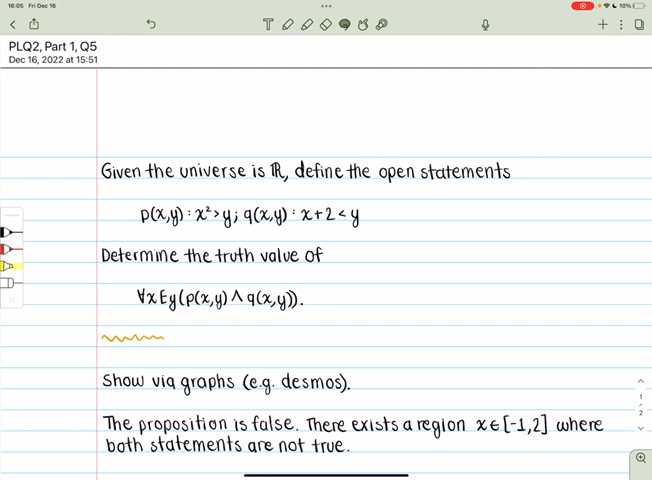 16:05 Fri Dec 16
10%
PLQ2, Part 1, Q5
Dec 16, 2022 at 15:51
Given the universe is ℝ, define the open statements
p(x,y) : x² > y; q(x,y) : x + 2 < y
Determine the truth value of
∀x∃y(p(x,y) ∧ q(x,y)).
Show via graphs (e.g. desmos).
The proposition is false. There exists a region x ∈ [-1,2] where
both statements are not true.
1
2